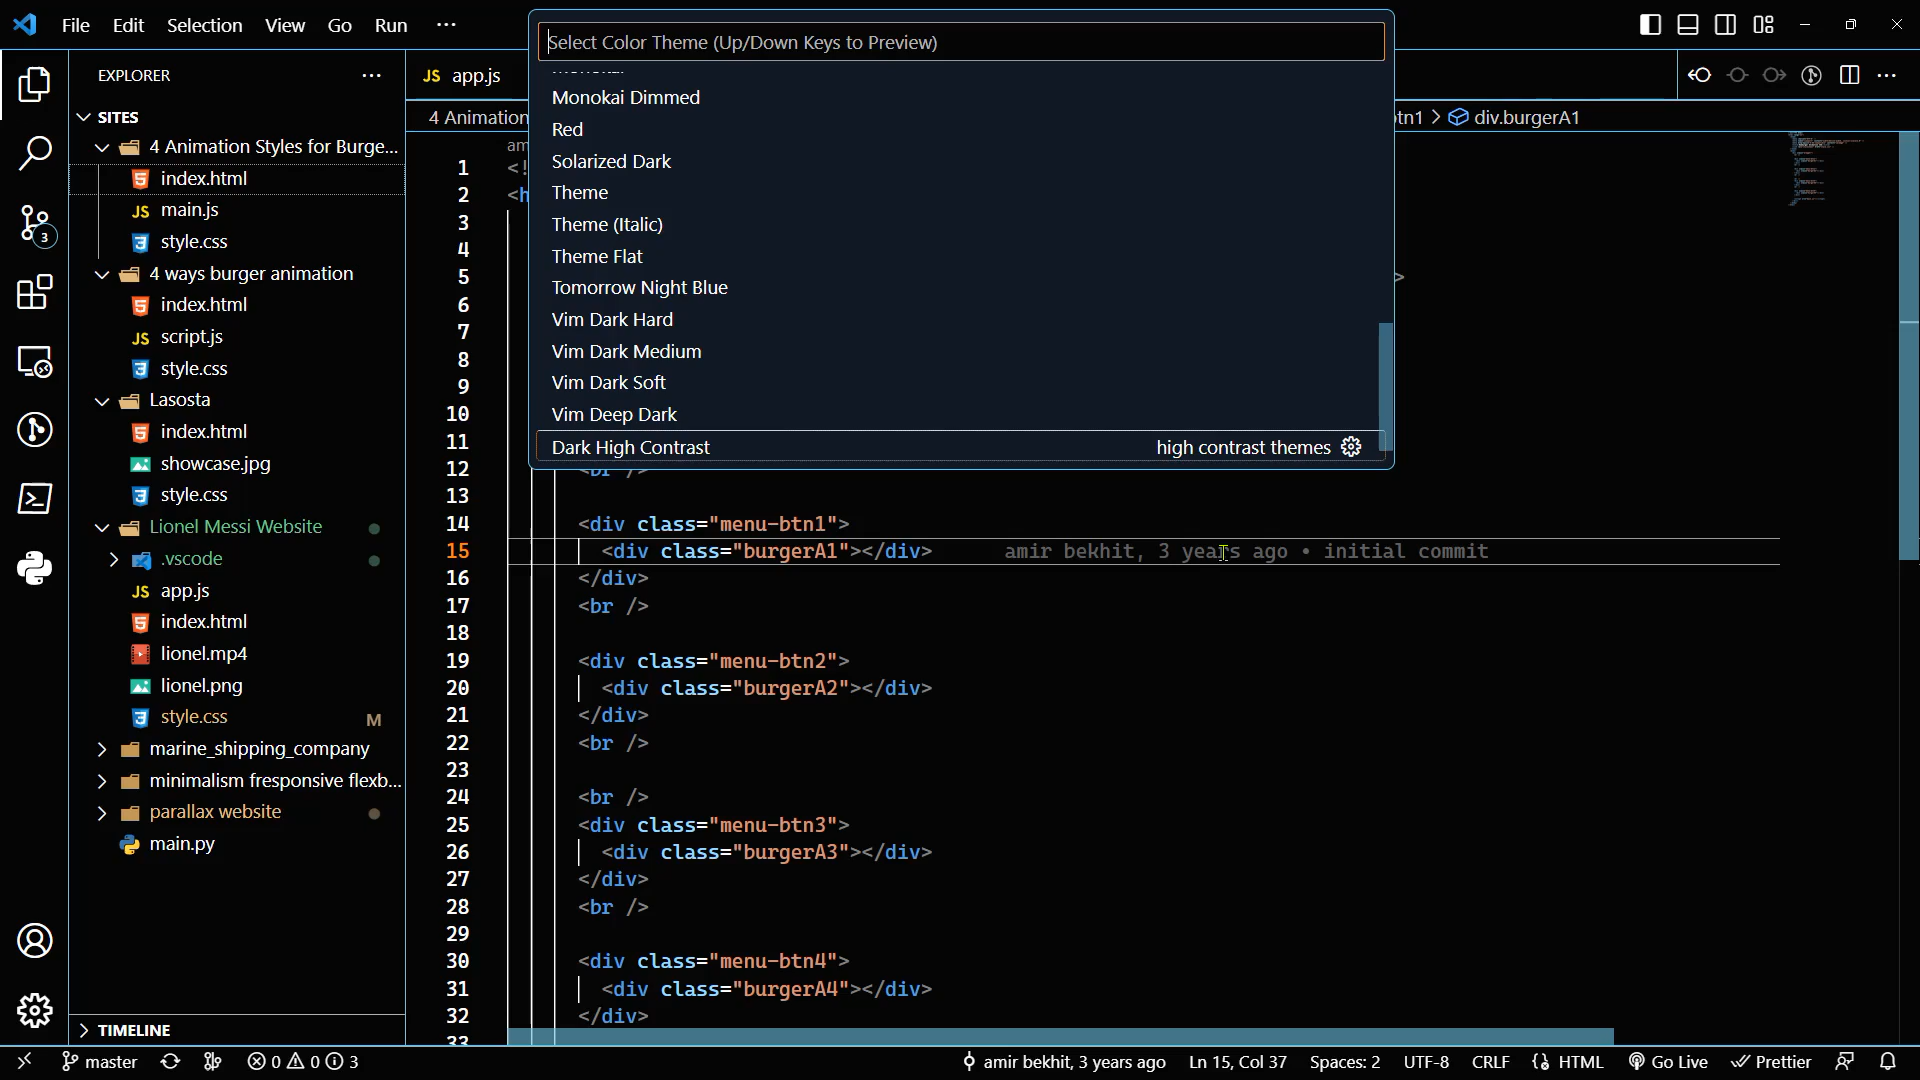 File Edit Selection View Go Run ···
Select Color Theme (Up/Down Keys to Preview)
EXPLORER
SITES
4 Animation Styles for Burge...
index.html
main.js
style.css
4 ways burger animation
index.html
script.js
style.css
Lasosta
index.html
showcase.jpg
style.css
Lionel Messi Website
.vscode
app.js
index.html
lionel.mp4
lionel.png
style.css M
marine_shipping_company
minimalism fresponsive flexb...
parallax website
main.py
TIMELINE
JS app.js
4 Animation
tn1 > div.burgerA1
Monokai Dimmed
Red
Solarized Dark
Theme
Theme (Italic)
Theme Flat
Tomorrow Night Blue
Vim Dark Hard
Vim Dark Medium
Vim Dark Soft
Vim Deep Dark
Dark High Contrast high contrast themes
am
1 <!
2 <h
3
4
5 >
6
7
8
9
10
11
12 <br />
13
14 <div class="menu-btn1">
15 <div class="burgerA1"></div> amir bekhit, 3 years ago • initial commit
16 </div>
17 <br />
18
19 <div class="menu-btn2">
20 <div class="burgerA2"></div>
21 </div>
22 <br />
23
24 <br />
25 <div class="menu-btn3">
26 <div class="burgerA3"></div>
27 </div>
28 <br />
29
30 <div class="menu-btn4">
31 <div class="burgerA4"></div>
32 </div>
33
master 0 0 3 amir bekhit, 3 years ago Ln 15, Col 37 Spaces: 2 UTF-8 CRLF {} HTML Go Live Prettier